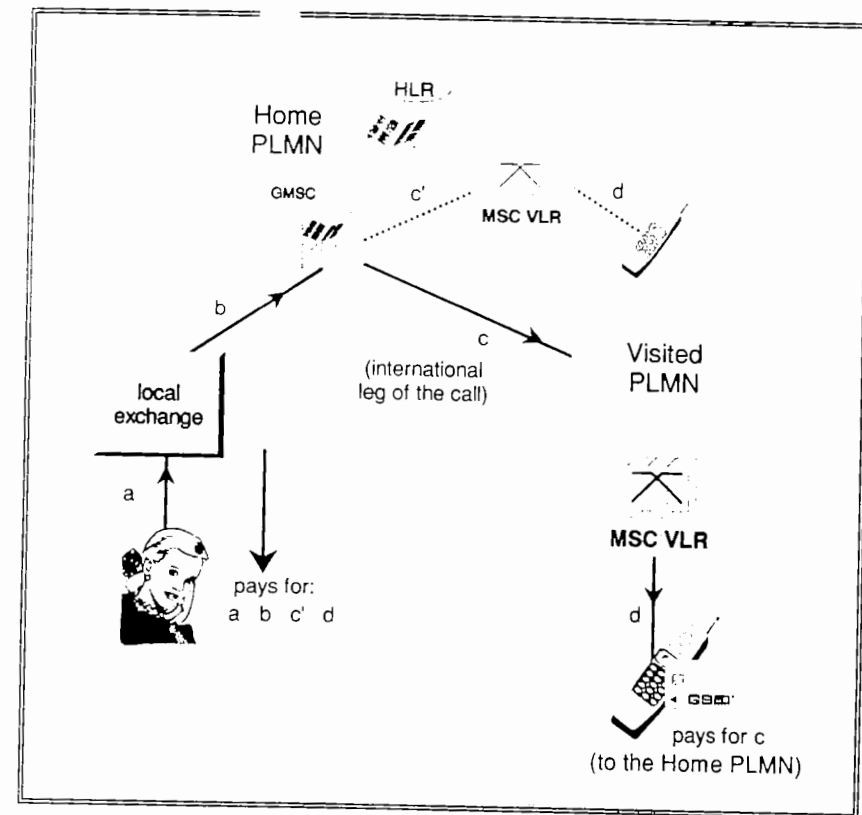 HLR
Home
PLMN
GMSC
c'
d
MSC VLR
b
c
(international
leg of the call)
Visited
PLMN
local
exchange
a
MSC VLR
pays for:
a b c' d
d
pays for c
(to the Home PLMN)